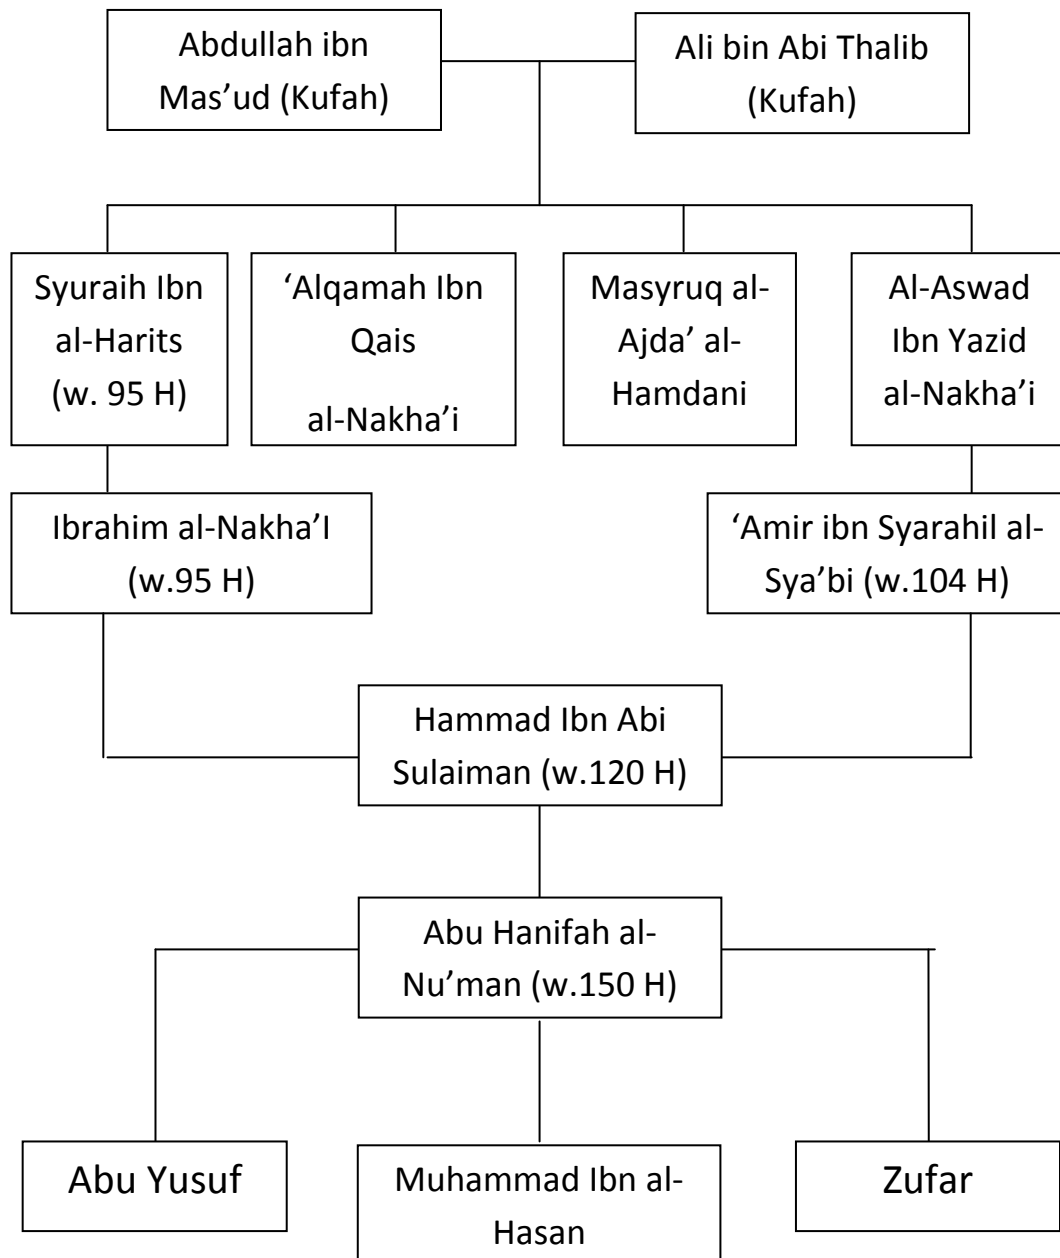 Abdullah ibn
Mas’ud (Kufah)
Ali bin Abi Thalib
(Kufah)
Syuraih Ibn
al-Harits
(w. 95 H)
‘Alqamah Ibn
Qais
al-Nakha’i
Masyruq al-
Ajda’ al-
Hamdani
Al-Aswad
Ibn Yazid
al-Nakha’i
Ibrahim al-Nakha’I
(w.95 H)
‘Amir ibn Syarahil al-
Sya’bi (w.104 H)
Hammad Ibn Abi
Sulaiman (w.120 H)
Abu Hanifah al-
Nu’man (w.150 H)
Abu Yusuf
Muhammad Ibn al-
Hasan
Zufar